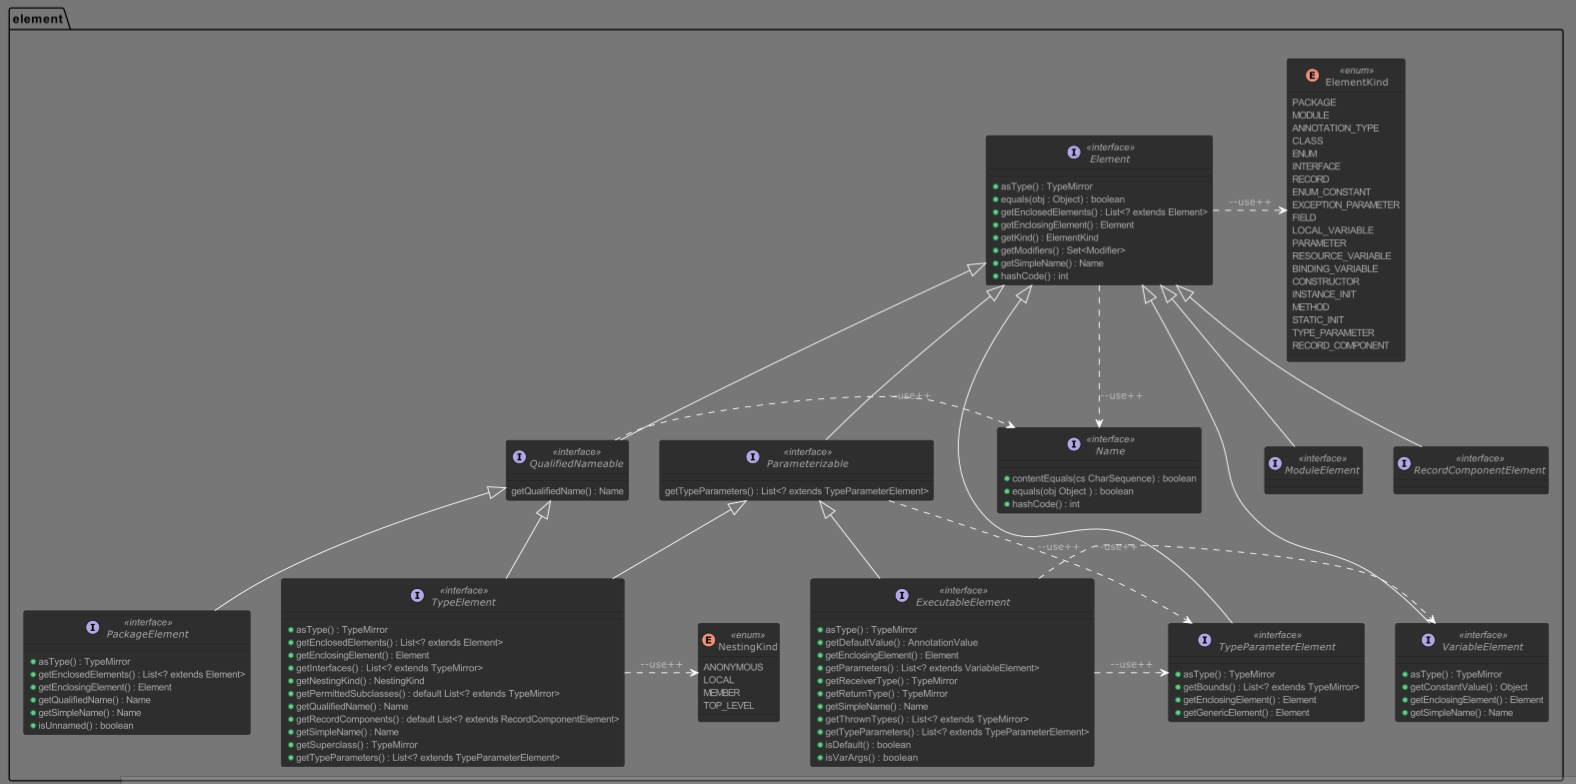 element
«enum»
E
ElementKind
PACKAGE
MODULE
ANNOTATION_TYPE
CLASS
ENUM
INTERFACE
RECORD
ENUM_CONSTANT
EXCEPTION_PARAMETER
FIELD
LOCAL_VARIABLE
PARAMETER
RESOURCE_VARIABLE
BINDING_VARIABLE
CONSTRUCTOR
INSTANCE_INIT
METHOD
STATIC_INIT
TYPE_PARAMETER
RECORD_COMPONENT
«interface»
I
Element
asType() : TypeMirror
equals(obj : Object) : boolean
getEnclosedElements() : List<? extends Element>
getEnclosingElement() : Element
getKind() : ElementKind
getModifiers() : Set<Modifier>
getSimpleName() : Name
hashCode() : int
--use++
--use++
--use++
«interface»
I
QualifiedNameable
getQualifiedName() : Name
«interface»
I
Parameterizable
getTypeParameters() : List<? extends TypeParameterElement>
«interface»
I
Name
contentEquals(cs CharSequence) : boolean
equals(obj Object ) : boolean
hashCode() : int
«interface»
I
ModuleElement
«interface»
I
RecordComponentElement
--use++
--use++
«interface»
I
PackageElement
asType() : TypeMirror
getEnclosedElements() : List<? extends Element>
getEnclosingElement() : Element
getQualifiedName() : Name
getSimpleName() : Name
isUnnamed() : boolean
«interface»
I
TypeElement
asType() : TypeMirror
getEnclosedElements() : List<? extends Element>
getEnclosingElement() : Element
getInterfaces() : List<? extends TypeMirror>
getNestingKind() : NestingKind
getPermittedSubclasses() : default List<? extends TypeMirror>
getQualifiedName() : Name
getRecordComponents() : default List<? extends RecordComponentElement>
getSimpleName() : Name
getSuperclass() : TypeMirror
getTypeParameters() : List<? extends TypeParameterElement>
--use++
«enum»
E
NestingKind
ANONYMOUS
LOCAL
MEMBER
TOP_LEVEL
«interface»
I
ExecutableElement
asType() : TypeMirror
getDefaultValue() : AnnotationValue
getEnclosingElement() : Element
getParameters() : List<? extends VariableElement>
getReceiverType() : TypeMirror
getReturnType() : TypeMirror
getSimpleName() : Name
getThrownTypes() : List<? extends TypeMirror>
getTypeParameters() : List<? extends TypeParameterElement>
isDefault() : boolean
isVarArgs() : boolean
--use++
«interface»
I
TypeParameterElement
asType() : TypeMirror
getBounds() : List<? extends TypeMirror>
getEnclosingElement() : Element
getGenericElement() : Element
«interface»
I
VariableElement
asType() : TypeMirror
getConstantValue() : Object
getEnclosingElement() : Element
getSimpleName() : Name